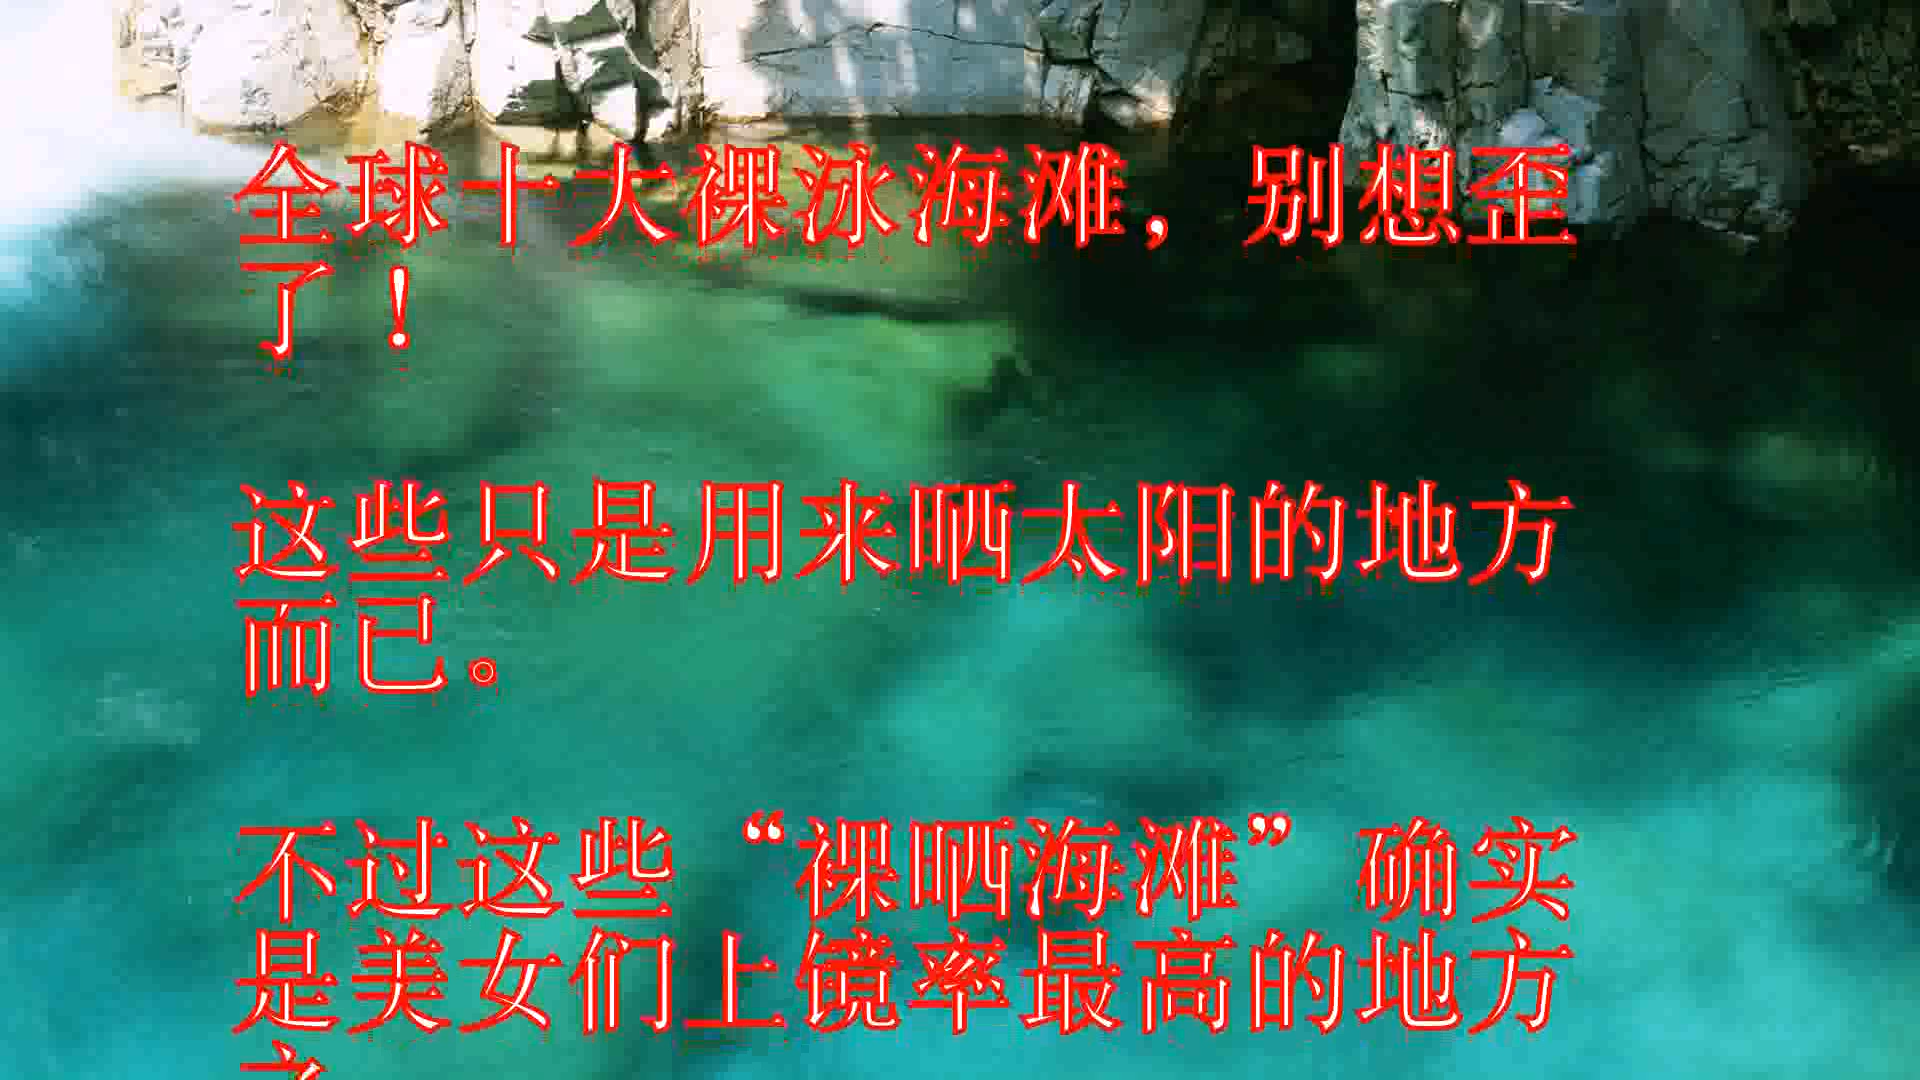 全球十大裸泳海滩，别想歪
了！
这些只是用来晒太阳的地方
而已。
不过这些“裸晒海滩”确实
是美女们上镜率最高的地方